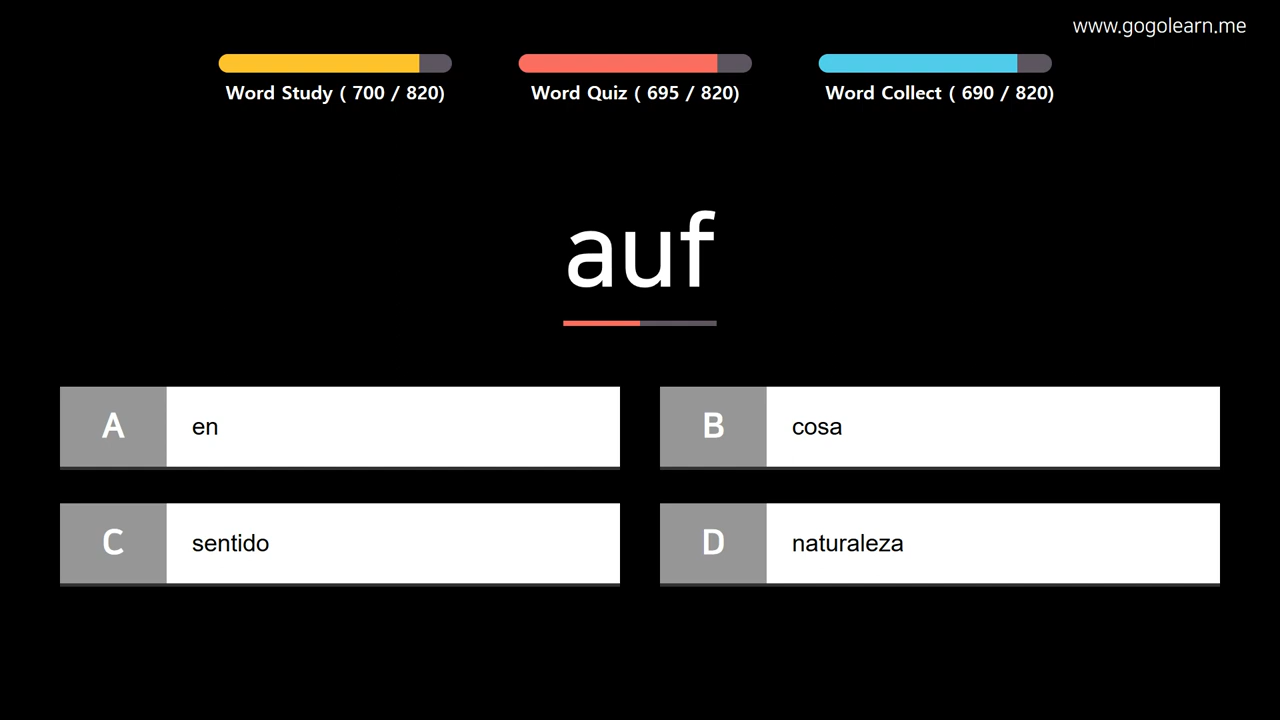 www.gogolearn.me
Word Study ( 700 / 820)
Word Quiz ( 695 / 820)
Word Collect ( 690 / 820)
auf
A en
B cosa
C sentido
D naturaleza